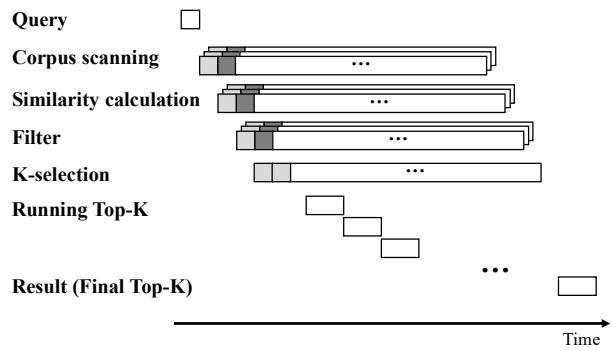 Query
Corpus scanning
...
Similarity calculation
...
Filter
...
K-selection
...
Running Top-K
...
Result (Final Top-K)
Time